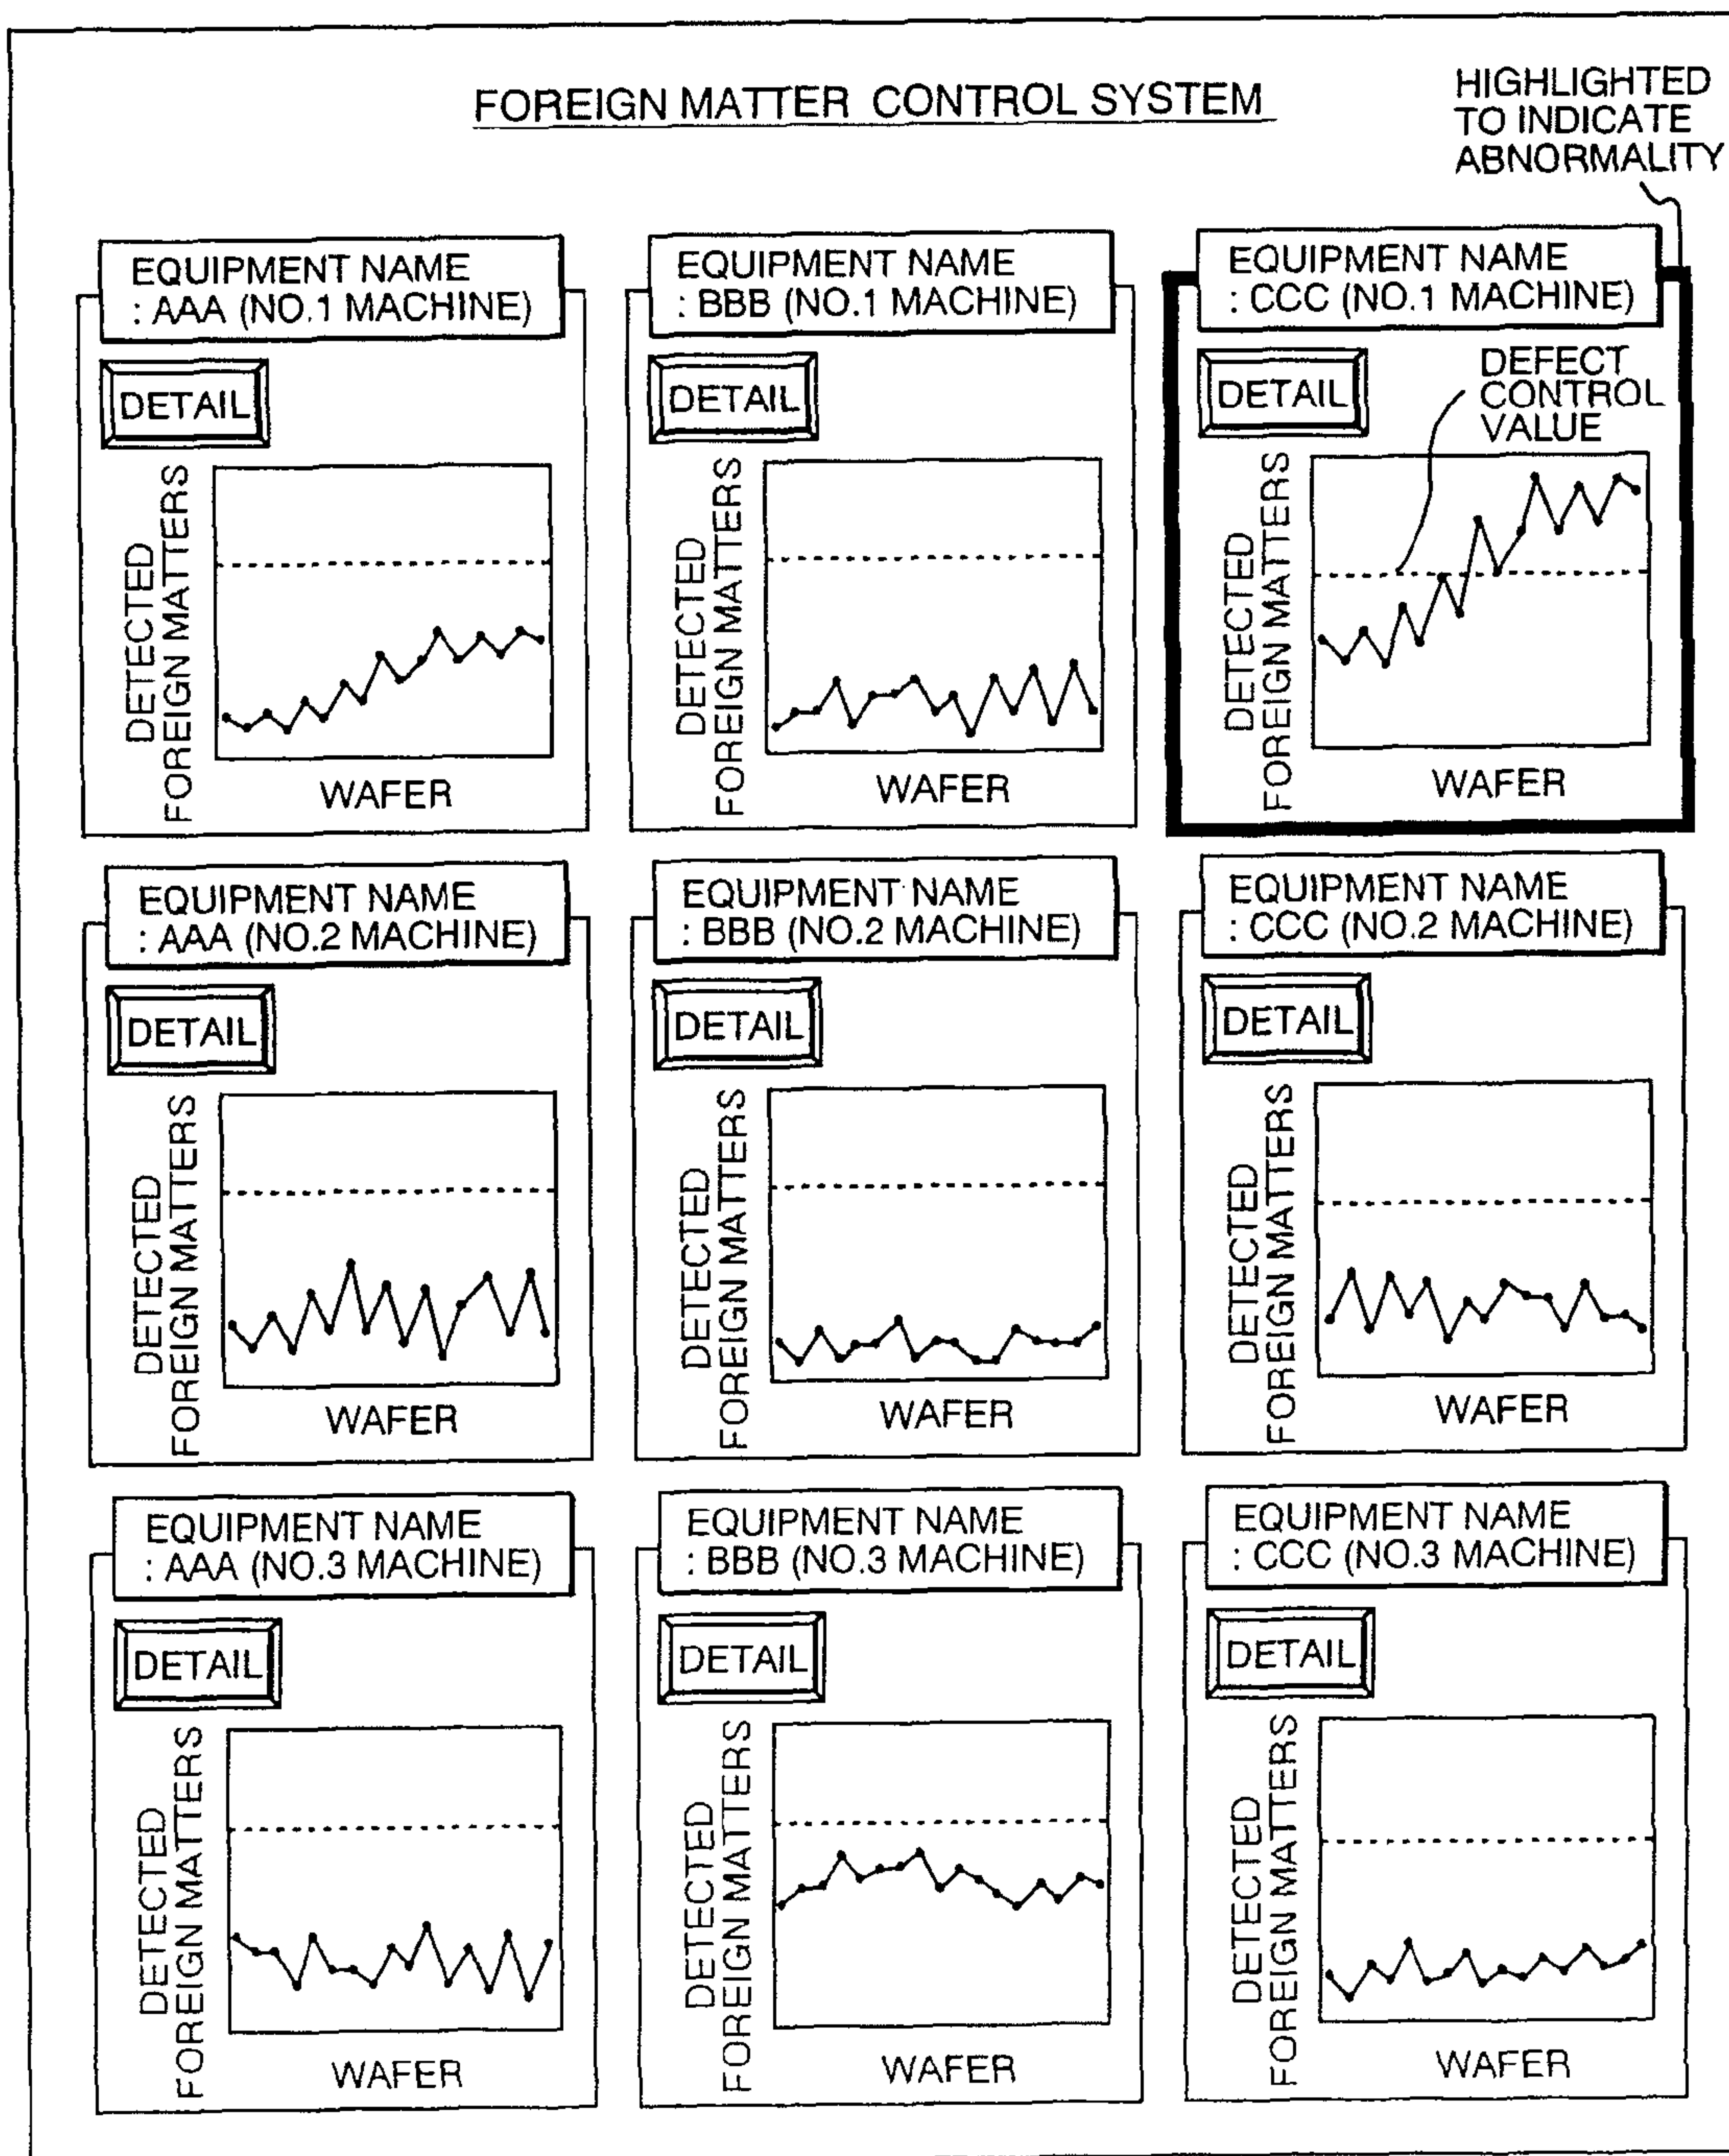 FOREIGN MATTER CONTROL SYSTEM
HIGHLIGHTED
TO INDICATE
ABNORMALITY
EQUIPMENT NAME
: AAA (NO.1 MACHINE)
DETAIL
DETECTED
FOREIGN MATTERS
WAFER
EQUIPMENT NAME
: BBB (NO.1 MACHINE)
DETAIL
DETECTED
FOREIGN MATTERS
WAFER
EQUIPMENT NAME
: CCC (NO.1 MACHINE)
DETAIL
DEFECT
CONTROL
VALUE
DETECTED
FOREIGN MATTERS
WAFER
EQUIPMENT NAME
: AAA (NO.2 MACHINE)
DETAIL
DETECTED
FOREIGN MATTERS
WAFER
EQUIPMENT NAME
: BBB (NO.2 MACHINE)
DETAIL
DETECTED
FOREIGN MATTERS
WAFER
EQUIPMENT NAME
: CCC (NO.2 MACHINE)
DETAIL
DETECTED
FOREIGN MATTERS
WAFER
EQUIPMENT NAME
: AAA (NO.3 MACHINE)
DETAIL
DETECTED
FOREIGN MATTERS
WAFER
EQUIPMENT NAME
: BBB (NO.3 MACHINE)
DETAIL
DETECTED
FOREIGN MATTERS
WAFER
EQUIPMENT NAME
: CCC (NO.3 MACHINE)
DETAIL
DETECTED
FOREIGN MATTERS
WAFER